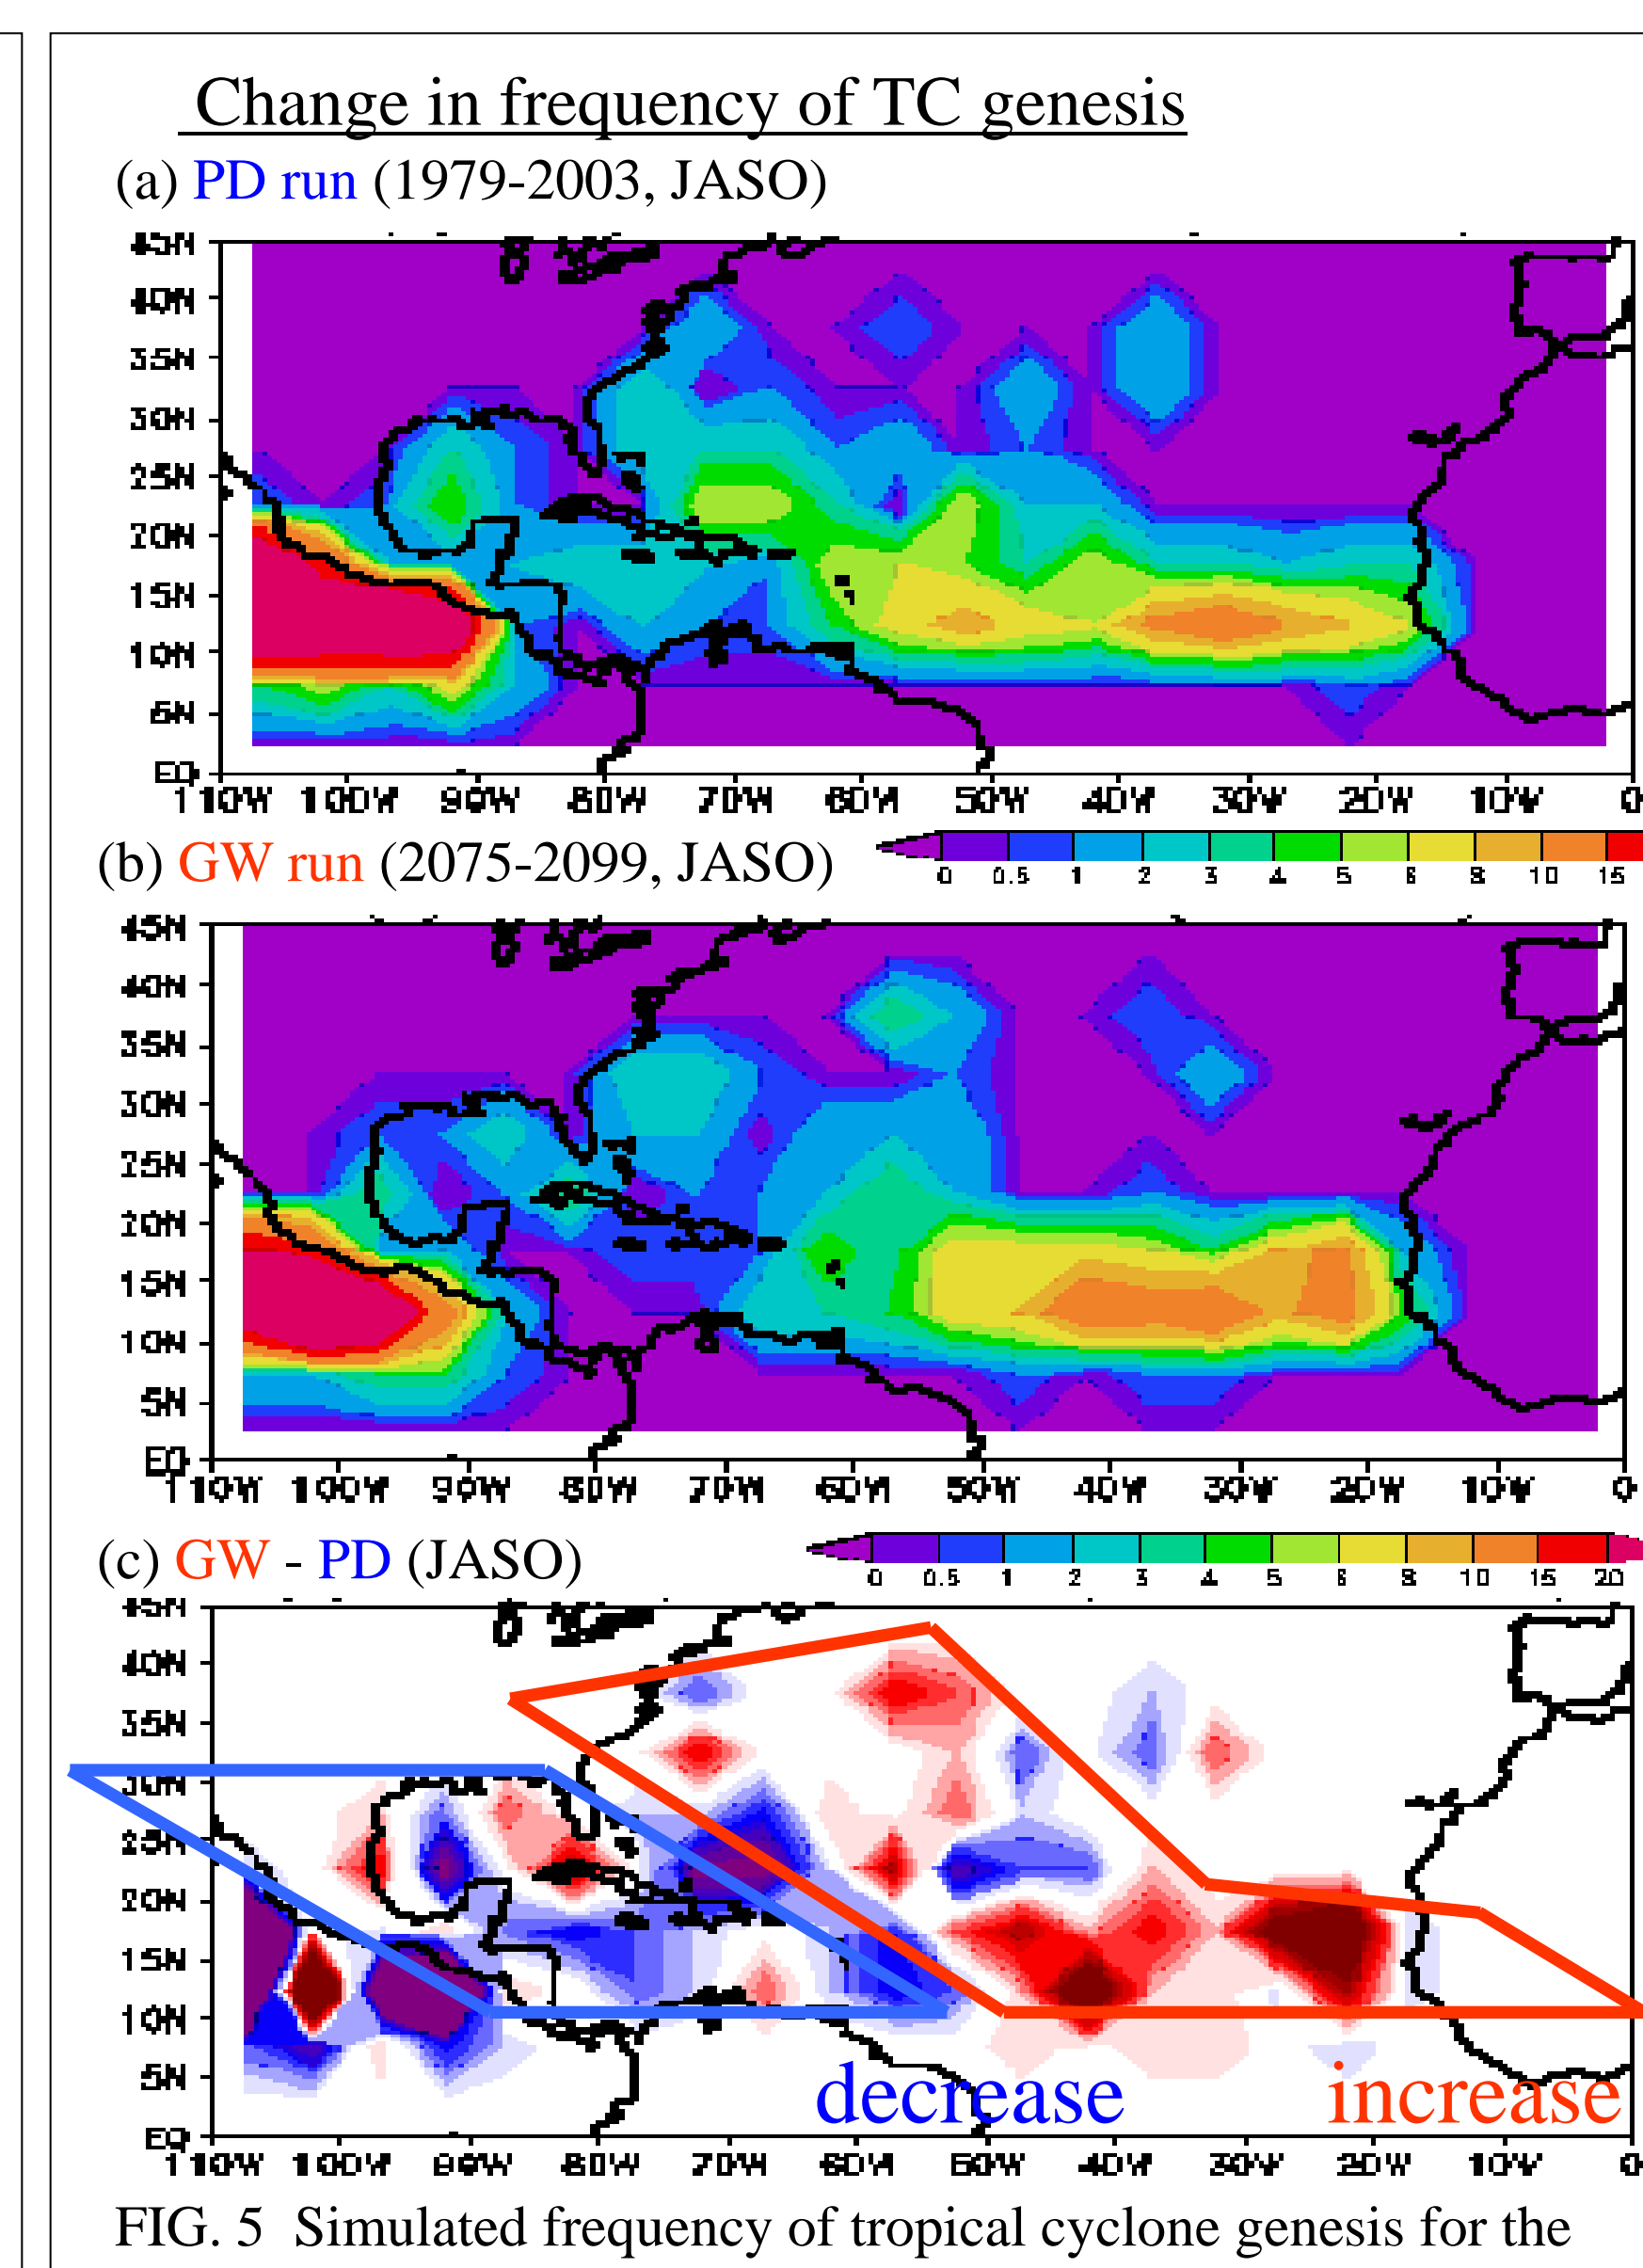 Change in frequency of TC genesis
(a) PD run (1979-2003, JASO)
45N
40N
35N
30N
25N
20N
15N
10N
5N
EQ
110W 100W 90W 80W 70W 60W 50W 40W 30W 20W 10W 0
(b) GW run (2075-2099, JASO)
0 0.5 1 2 3 4 5 6 8 10 15
45N
40N
35N
30N
25N
20N
15N
10N
5N
EQ
110W 100W 90W 80W 70W 60W 50W 40W 30W 20W 10W 0
(c) GW - PD (JASO)
0 0.5 1 2 3 4 5 6 8 10 15 20
45N
40N
35N
30N
25N
20N
15N
10N
5N
EQ
decrease increase
110W 100W 90W 80W 70W 60W 50W 40W 30W 20W 10W 0
FIG. 5 Simulated frequency of tropical cyclone genesis for the